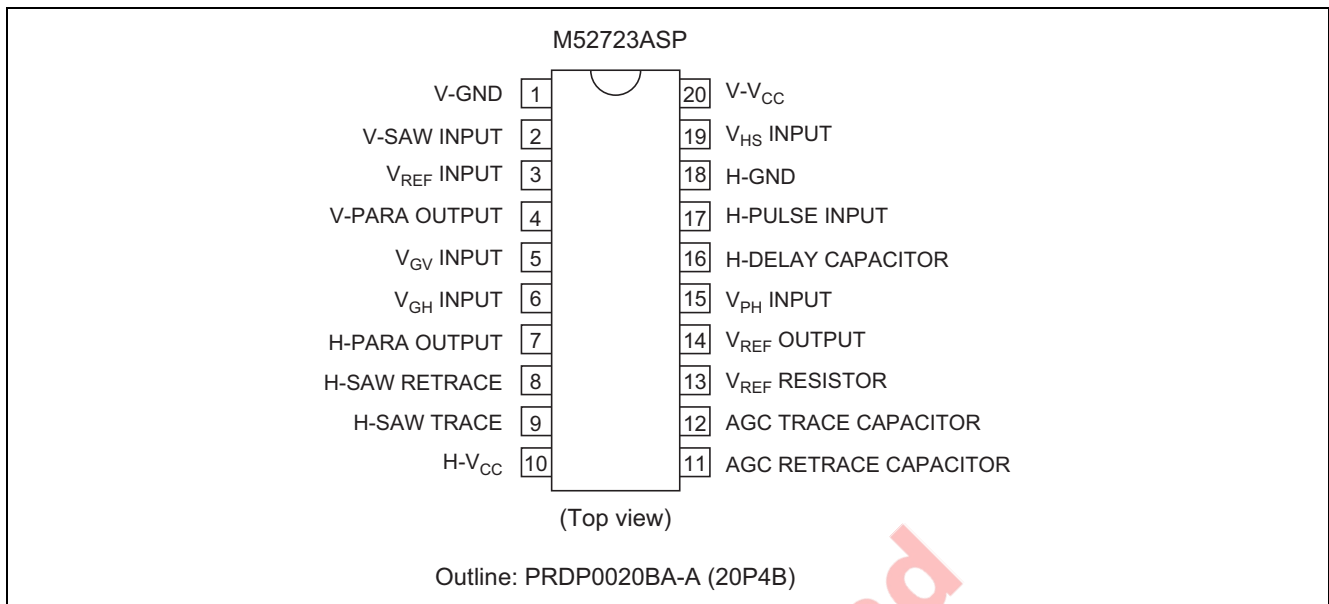 M52723ASP
V-GND 1 20 V-VCC
V-SAW INPUT 2 19 VHS INPUT
VREF INPUT 3 18 H-GND
V-PARA OUTPUT 4 17 H-PULSE INPUT
VGV INPUT 5 16 H-DELAY CAPACITOR
VGH INPUT 6 15 VPH INPUT
H-PARA OUTPUT 7 14 VREF OUTPUT
H-SAW RETRACE 8 13 VREF RESISTOR
H-SAW TRACE 9 12 AGC TRACE CAPACITOR
H-VCC 10 11 AGC RETRACE CAPACITOR
(Top view)
Outline: PRDP0020BA-A (20P4B)